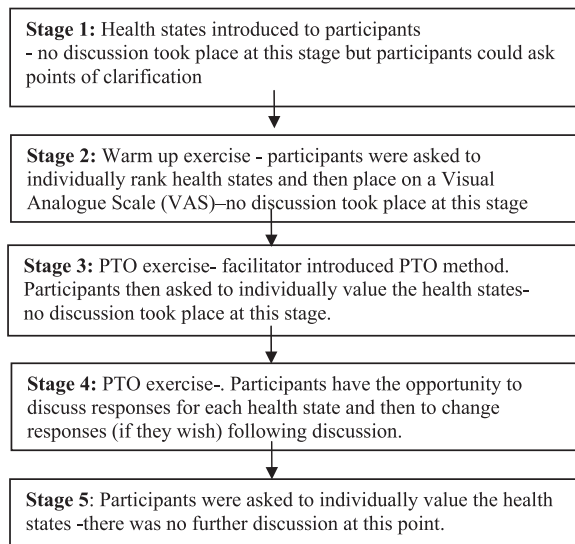 Stage 1: Health states introduced to participants
- no discussion took place at this stage but participants could ask
points of clarification
Stage 2: Warm up exercise - participants were asked to
individually rank health states and then place on a Visual
Analogue Scale (VAS)–no discussion took place at this stage
Stage 3: PTO exercise- facilitator introduced PTO method.
Participants then asked to individually value the health states-
no discussion took place at this stage.
Stage 4: PTO exercise-. Participants have the opportunity to
discuss responses for each health state and then to change
responses (if they wish) following discussion.
Stage 5: Participants were asked to individually value the health
states -there was no further discussion at this point.